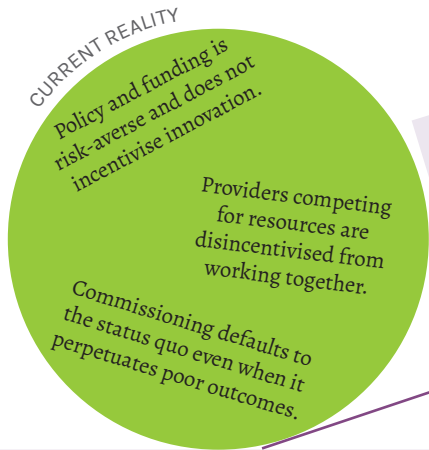 CURRENT REALITY
Policy and funding is
risk-averse and does not
incentivise innovation.
Providers competing
for resources are
disincentivised from
working together.
Commissioning defaults to
the status quo even when it
perpetuates poor outcomes.